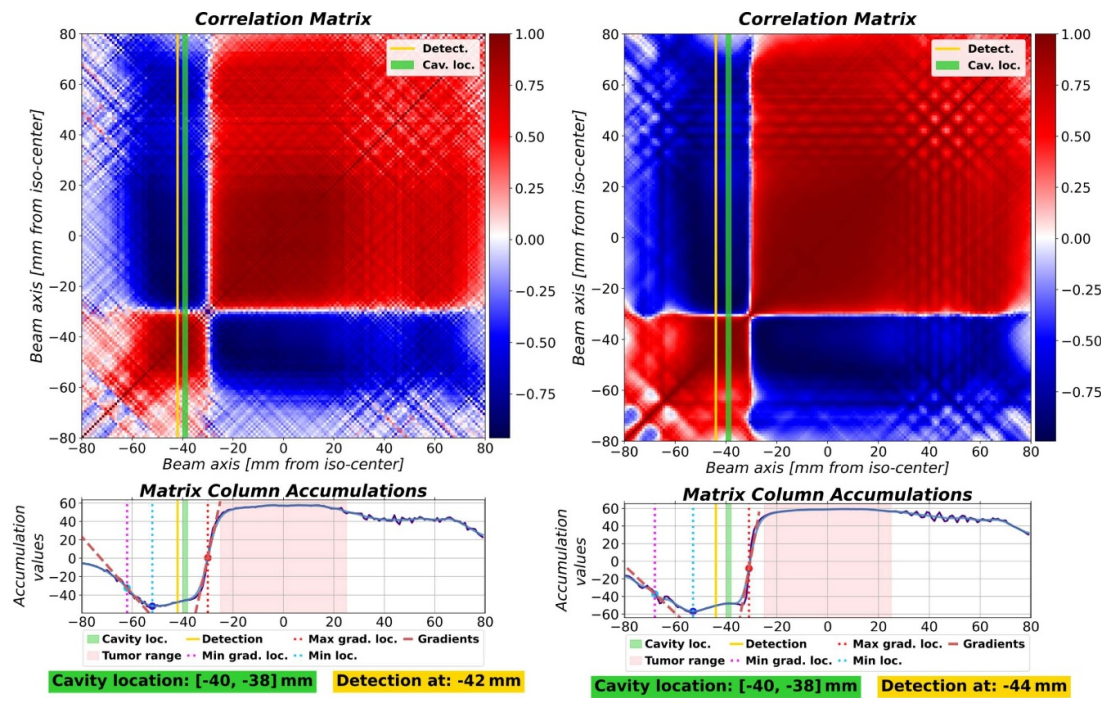 Correlation Matrix
80
60
40
20
0
−20
−40
−60
−80
Beam axis [mm from iso-center]
−80 −60 −40 −20 0 20 40 60 80
Beam axis [mm from iso-center]
Detect.
Cav. loc.
1.00
0.75
0.50
0.25
0.00
−0.25
−0.50
−0.75
Matrix Column Accumulations
Accumulation
values
60
40
20
0
−20
−40
−80 −60 −40 −20 0 20 40 60 80
Cavity loc. Detection Max grad. loc. Gradients
Tumor range Min grad. loc. Min loc.
Cavity location: [-40, -38] mm Detection at: -42 mm
Correlation Matrix
80
60
40
20
0
−20
−40
−60
−80
Beam axis [mm from iso-center]
−80 −60 −40 −20 0 20 40 60 80
Beam axis [mm from iso-center]
Detect.
Cav. loc.
1.00
0.75
0.50
0.25
0.00
−0.25
−0.50
−0.75
Matrix Column Accumulations
Accumulation
values
60
40
20
0
−20
−40
−60
−80 −60 −40 −20 0 20 40 60 80
Cavity loc. Detection Max grad. loc. Gradients
Tumor range Min grad. loc. Min loc.
Cavity location: [-40, -38] mm Detection at: -44 mm